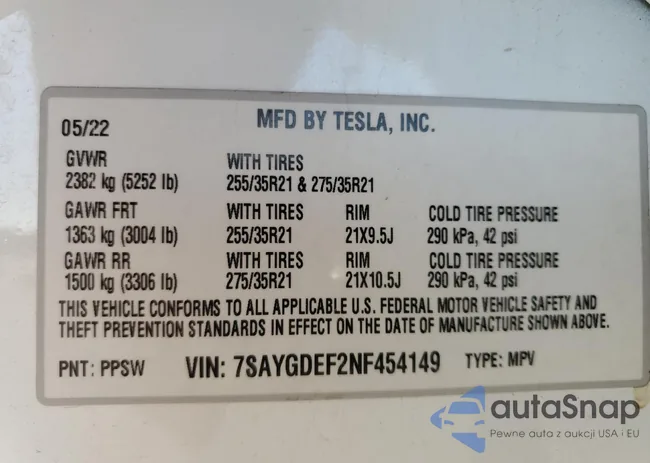 05/22 MFD BY TESLA, INC.
GVWR WITH TIRES
2382 kg (5252 lb) 255/35R21 & 275/35R21
GAWR FRT WITH TIRES RIM COLD TIRE PRESSURE
1363 kg (3004 lb) 255/35R21 21X9.5J 290 kPa, 42 psi
GAWR RR WITH TIRES RIM COLD TIRE PRESSURE
1500 kg (3306 lb) 275/35R21 21X10.5J 290 kPa, 42 psi
THIS VEHICLE CONFORMS TO ALL APPLICABLE U.S. FEDERAL MOTOR VEHICLE SAFETY AND
THEFT PREVENTION STANDARDS IN EFFECT ON THE DATE OF MANUFACTURE SHOWN ABOVE.
PNT: PPSW VIN: 7SAYGDEF2NF454149 TYPE: MPV
autaSnap
Pewne auta z aukcji USA i EU